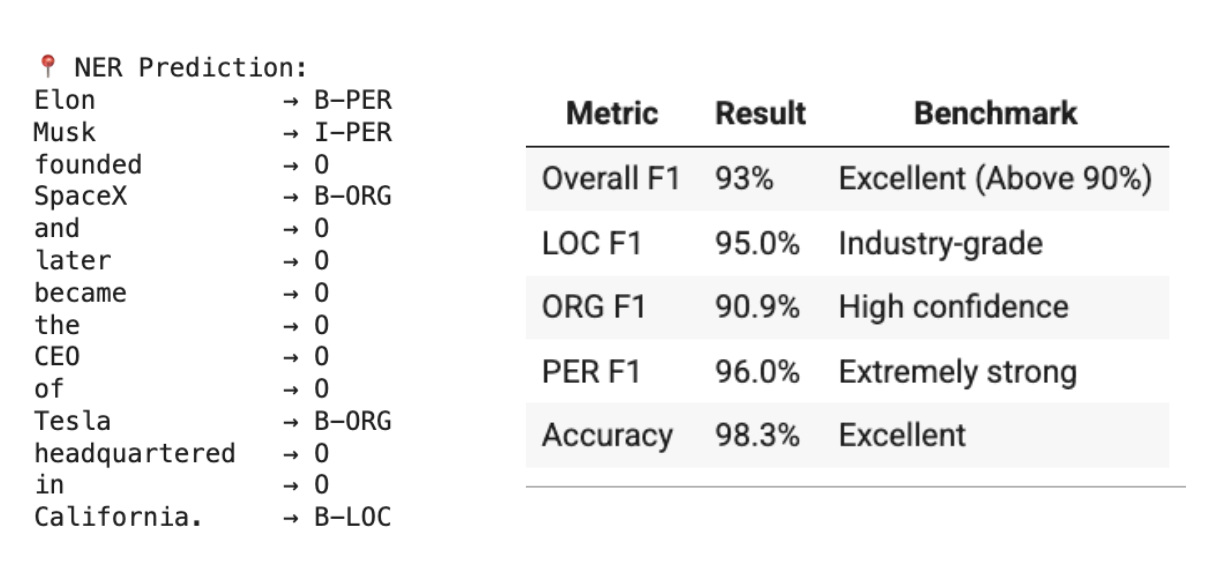 📍 NER Prediction:
Elon → B-PER
Musk → I-PER
founded → O
SpaceX → B-ORG
and → O
later → O
became → O
the → O
CEO → O
of → O
Tesla → B-ORG
headquartered → O
in → O
California. → B-LOC
Metric Result Benchmark
Overall F1 93% Excellent (Above 90%)
LOC F1 95.0% Industry-grade
ORG F1 90.9% High confidence
PER F1 96.0% Extremely strong
Accuracy 98.3% Excellent